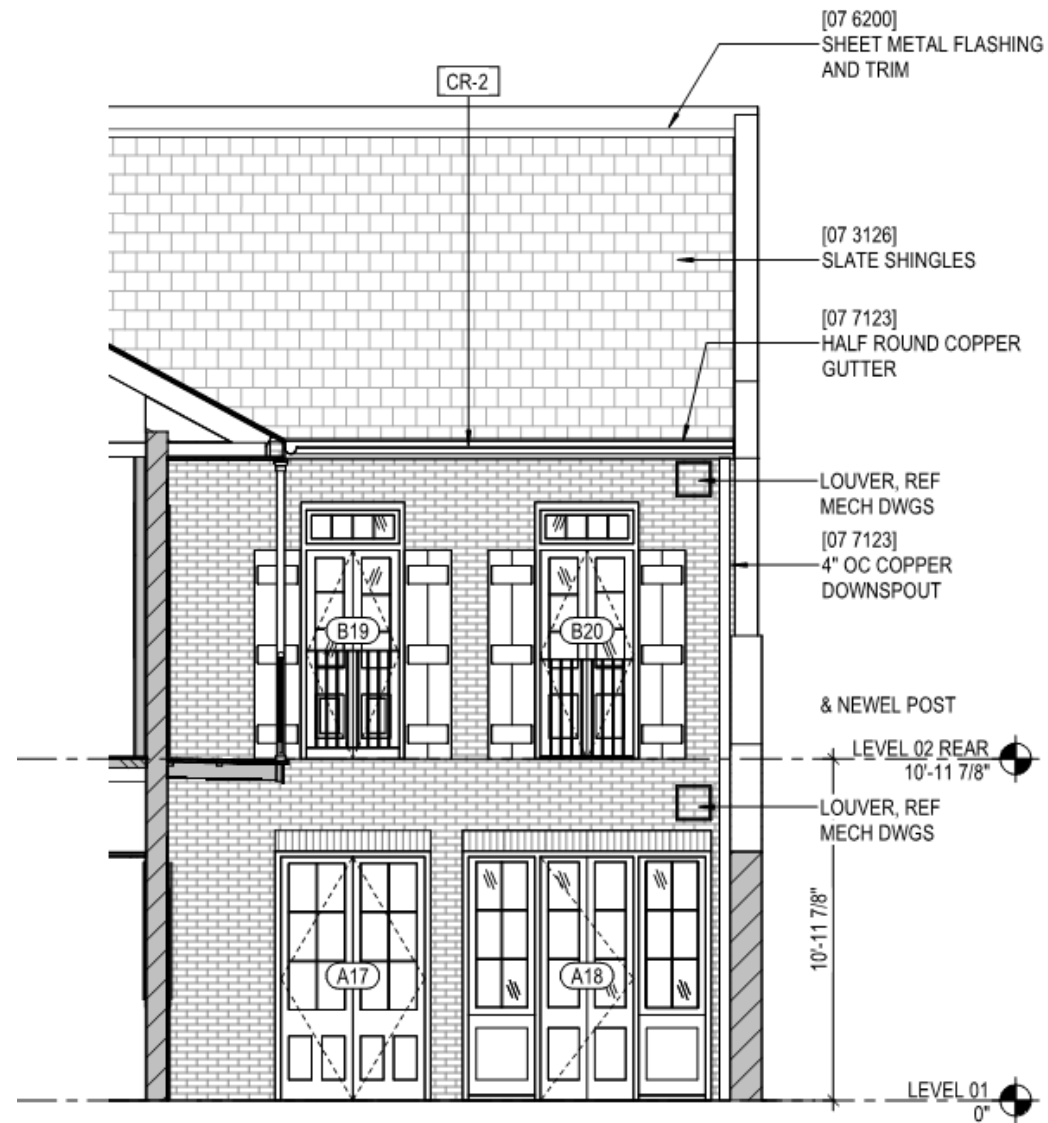 [07 6200]
SHEET METAL FLASHING
AND TRIM
CR-2
[07 3126]
SLATE SHINGLES
[07 7123]
HALF ROUND COPPER
GUTTER
LOUVER, REF
MECH DWGS
[07 7123]
4" OC COPPER
DOWNSPOUT
B19
B20
& NEWEL POST
LEVEL 02 REAR
10'-11 7/8"
LOUVER, REF
MECH DWGS
10'-11 7/8"
A17
A18
LEVEL 01
0"